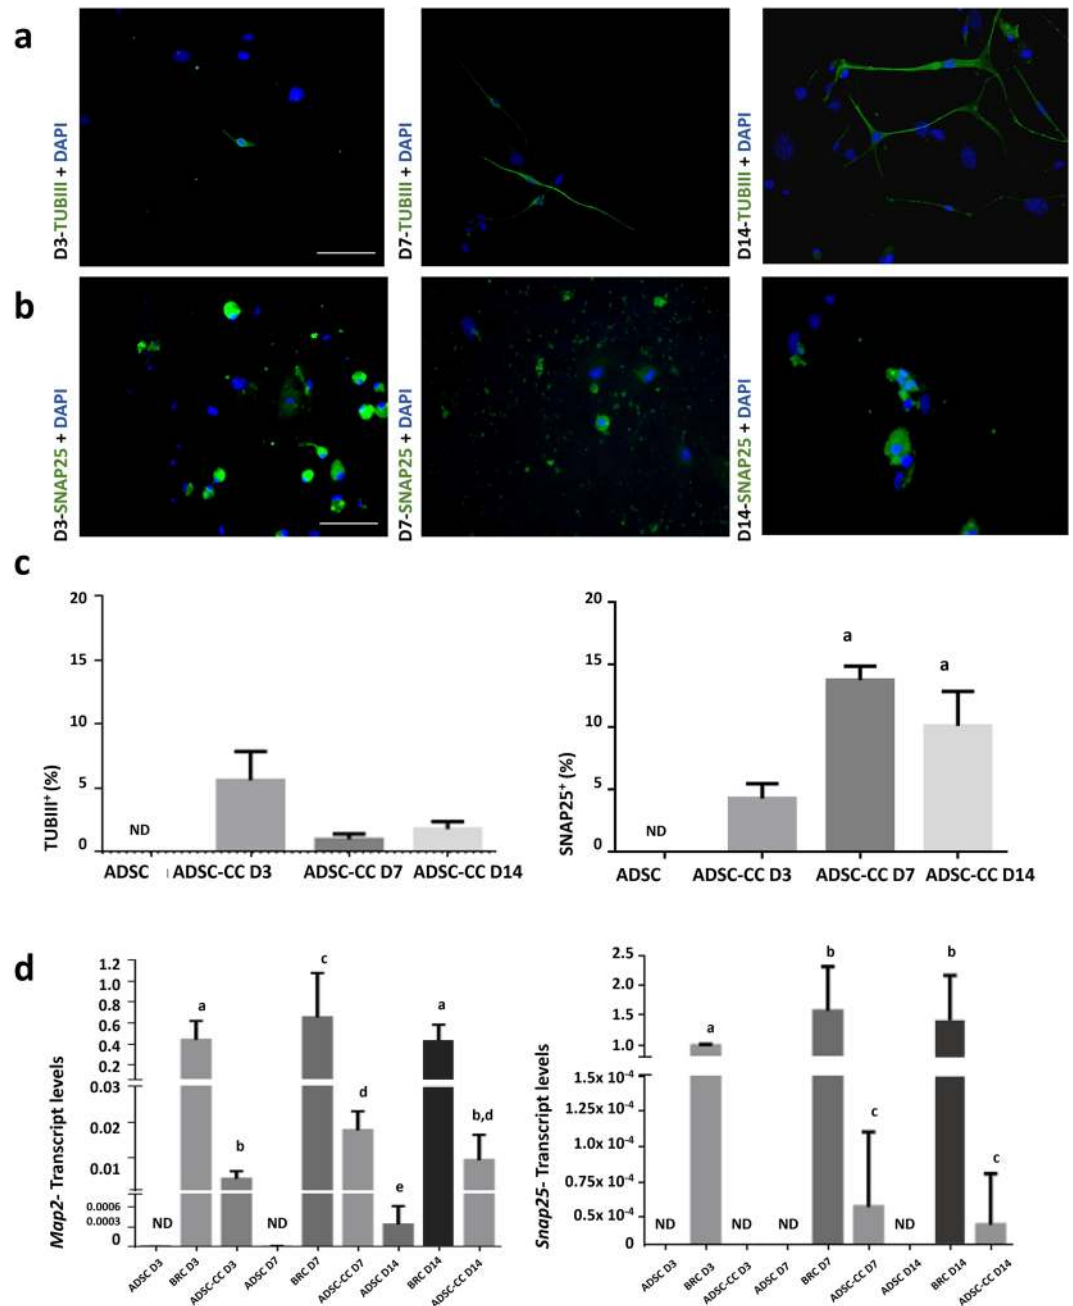 a
D3-TUBIII + DAPI
D7-TUBIII + DAPI
D14-TUBIII + DAPI
b
D3-SNAP25 + DAPI
D7-SNAP25 + DAPI
D14-SNAP25 + DAPI
c
TUBIII⁺ (%)
20
15
10
5
0
ND
ADSC
ADSC-CC D3
ADSC-CC D7
ADSC-CC D14
SNAP25⁺ (%)
20
15
10
5
0
ND
a
a
ADSC
ADSC-CC D3
ADSC-CC D7
ADSC-CC D14
d
Map2- Transcript levels
1.2
1.0
0.8
0.6
0.4
0.2
0.03
0.02
0.01
0.0006
0.0003
0
ND
a
b
ND
c
d
e
a
b,d
ADSC D3
BRC D3
ADSC-CC D3
ADSC D7
BRC D7
ADSC-CC D7
ADSC D14
BRC D14
ADSC-CC D14
Snap25- Transcript levels
2.5
2.0
1.5
1.0
1.5x 10⁻⁴
1.25x 10⁻⁴
1.0x 10⁻⁴
0.75x 10⁻⁴
0.5x 10⁻⁴
0
ND
a
ND
ND
b
c
ND
b
c
ADSC D3
BRC D3
ADSC-CC D3
ADSC D7
BRC D7
ADSC-CC D7
ADSC D14
BRC D14
ADSC-CC D14